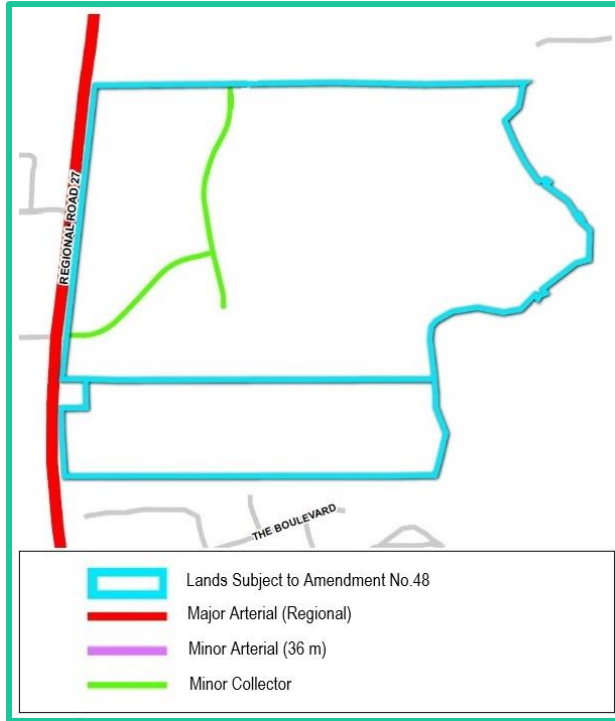 REGIONAL ROAD 27
THE BOULEVARD
Lands Subject to Amendment No.48
Major Arterial (Regional)
Minor Arterial (36 m)
Minor Collector